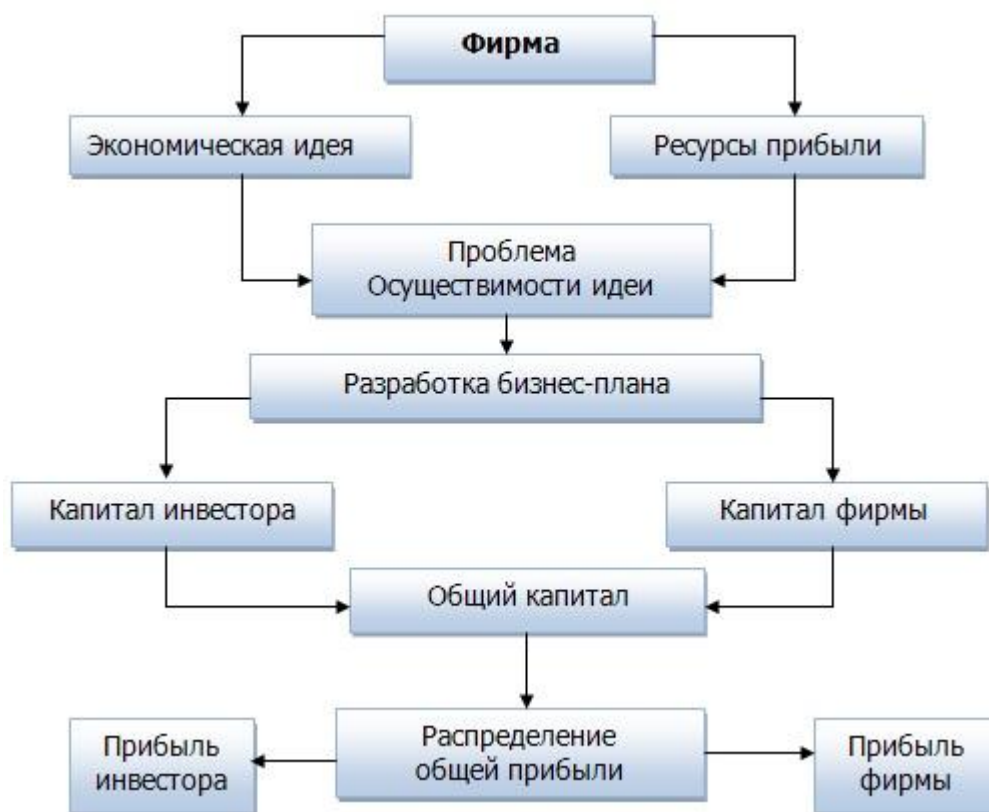 Фирма
Экономическая идея
Ресурсы прибыли
Проблема
Осуществимости идеи
Разработка бизнес-плана
Капитал инвестора
Капитал фирмы
Общий капитал
Прибыль
инвестора
Распределение
общей прибыли
Прибыль
фирмы